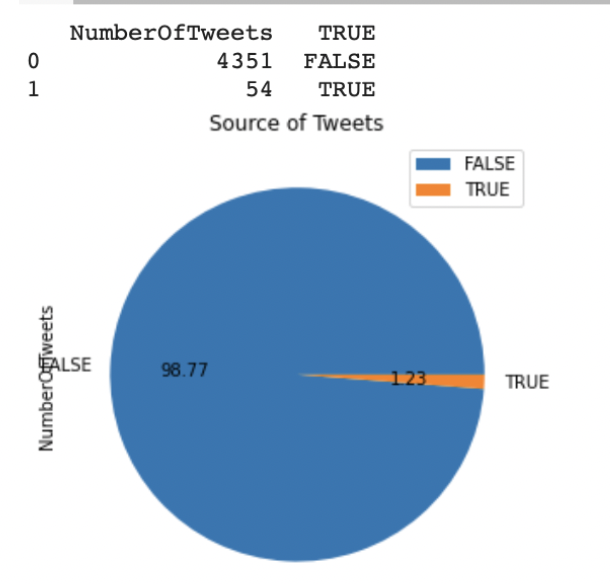 NumberOfTweets TRUE
0 4351 FALSE
1 54 TRUE
Source of Tweets
FALSE
TRUE
NumberOfTweets
FALSE
98.77
1.23
TRUE